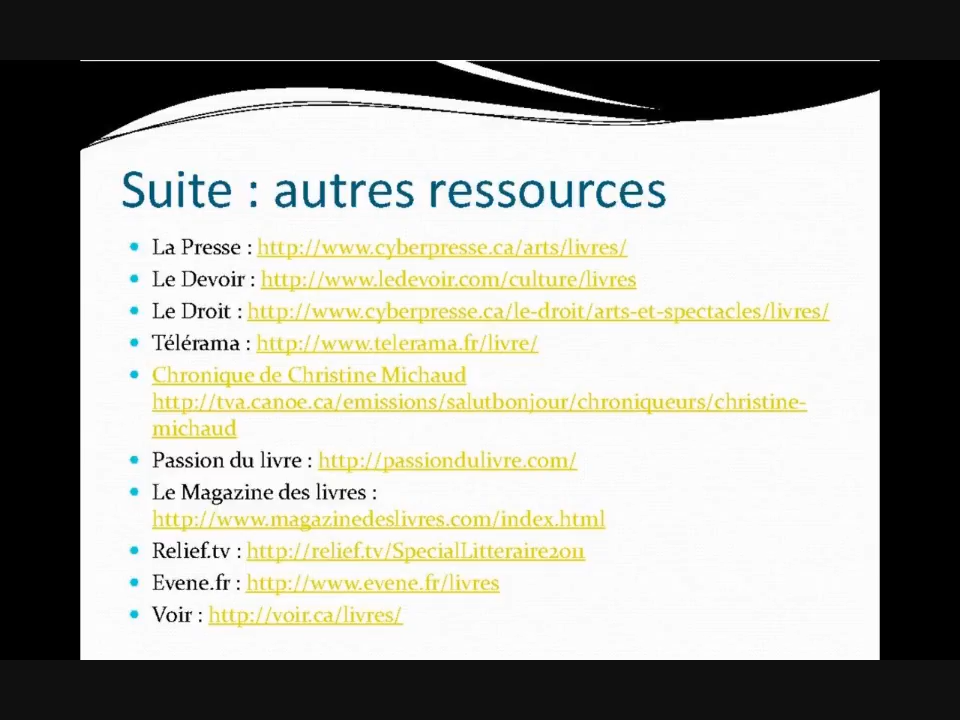 Suite : autres ressources
La Presse : http://www.cyberpresse.ca/arts/livres/
Le Devoir : http://www.ledevoir.com/culture/livres
Le Droit : http://www.cyberpresse.ca/le-droit/arts-et-spectacles/livres/
Télérama : http://www.telerama.fr/livre/
Chronique de Christine Michaud
http://tva.canoe.ca/emissions/salutbonjour/chroniqueurs/christine-
michaud
Passion du livre : http://passiondulivre.com/
Le Magazine des livres :
http://www.magazinedeslivres.com/index.html
Relief.tv : http://relief.tv/SpecialLitteraire2011
Evene.fr : http://www.evene.fr/livres
Voir : http://voir.ca/livres/